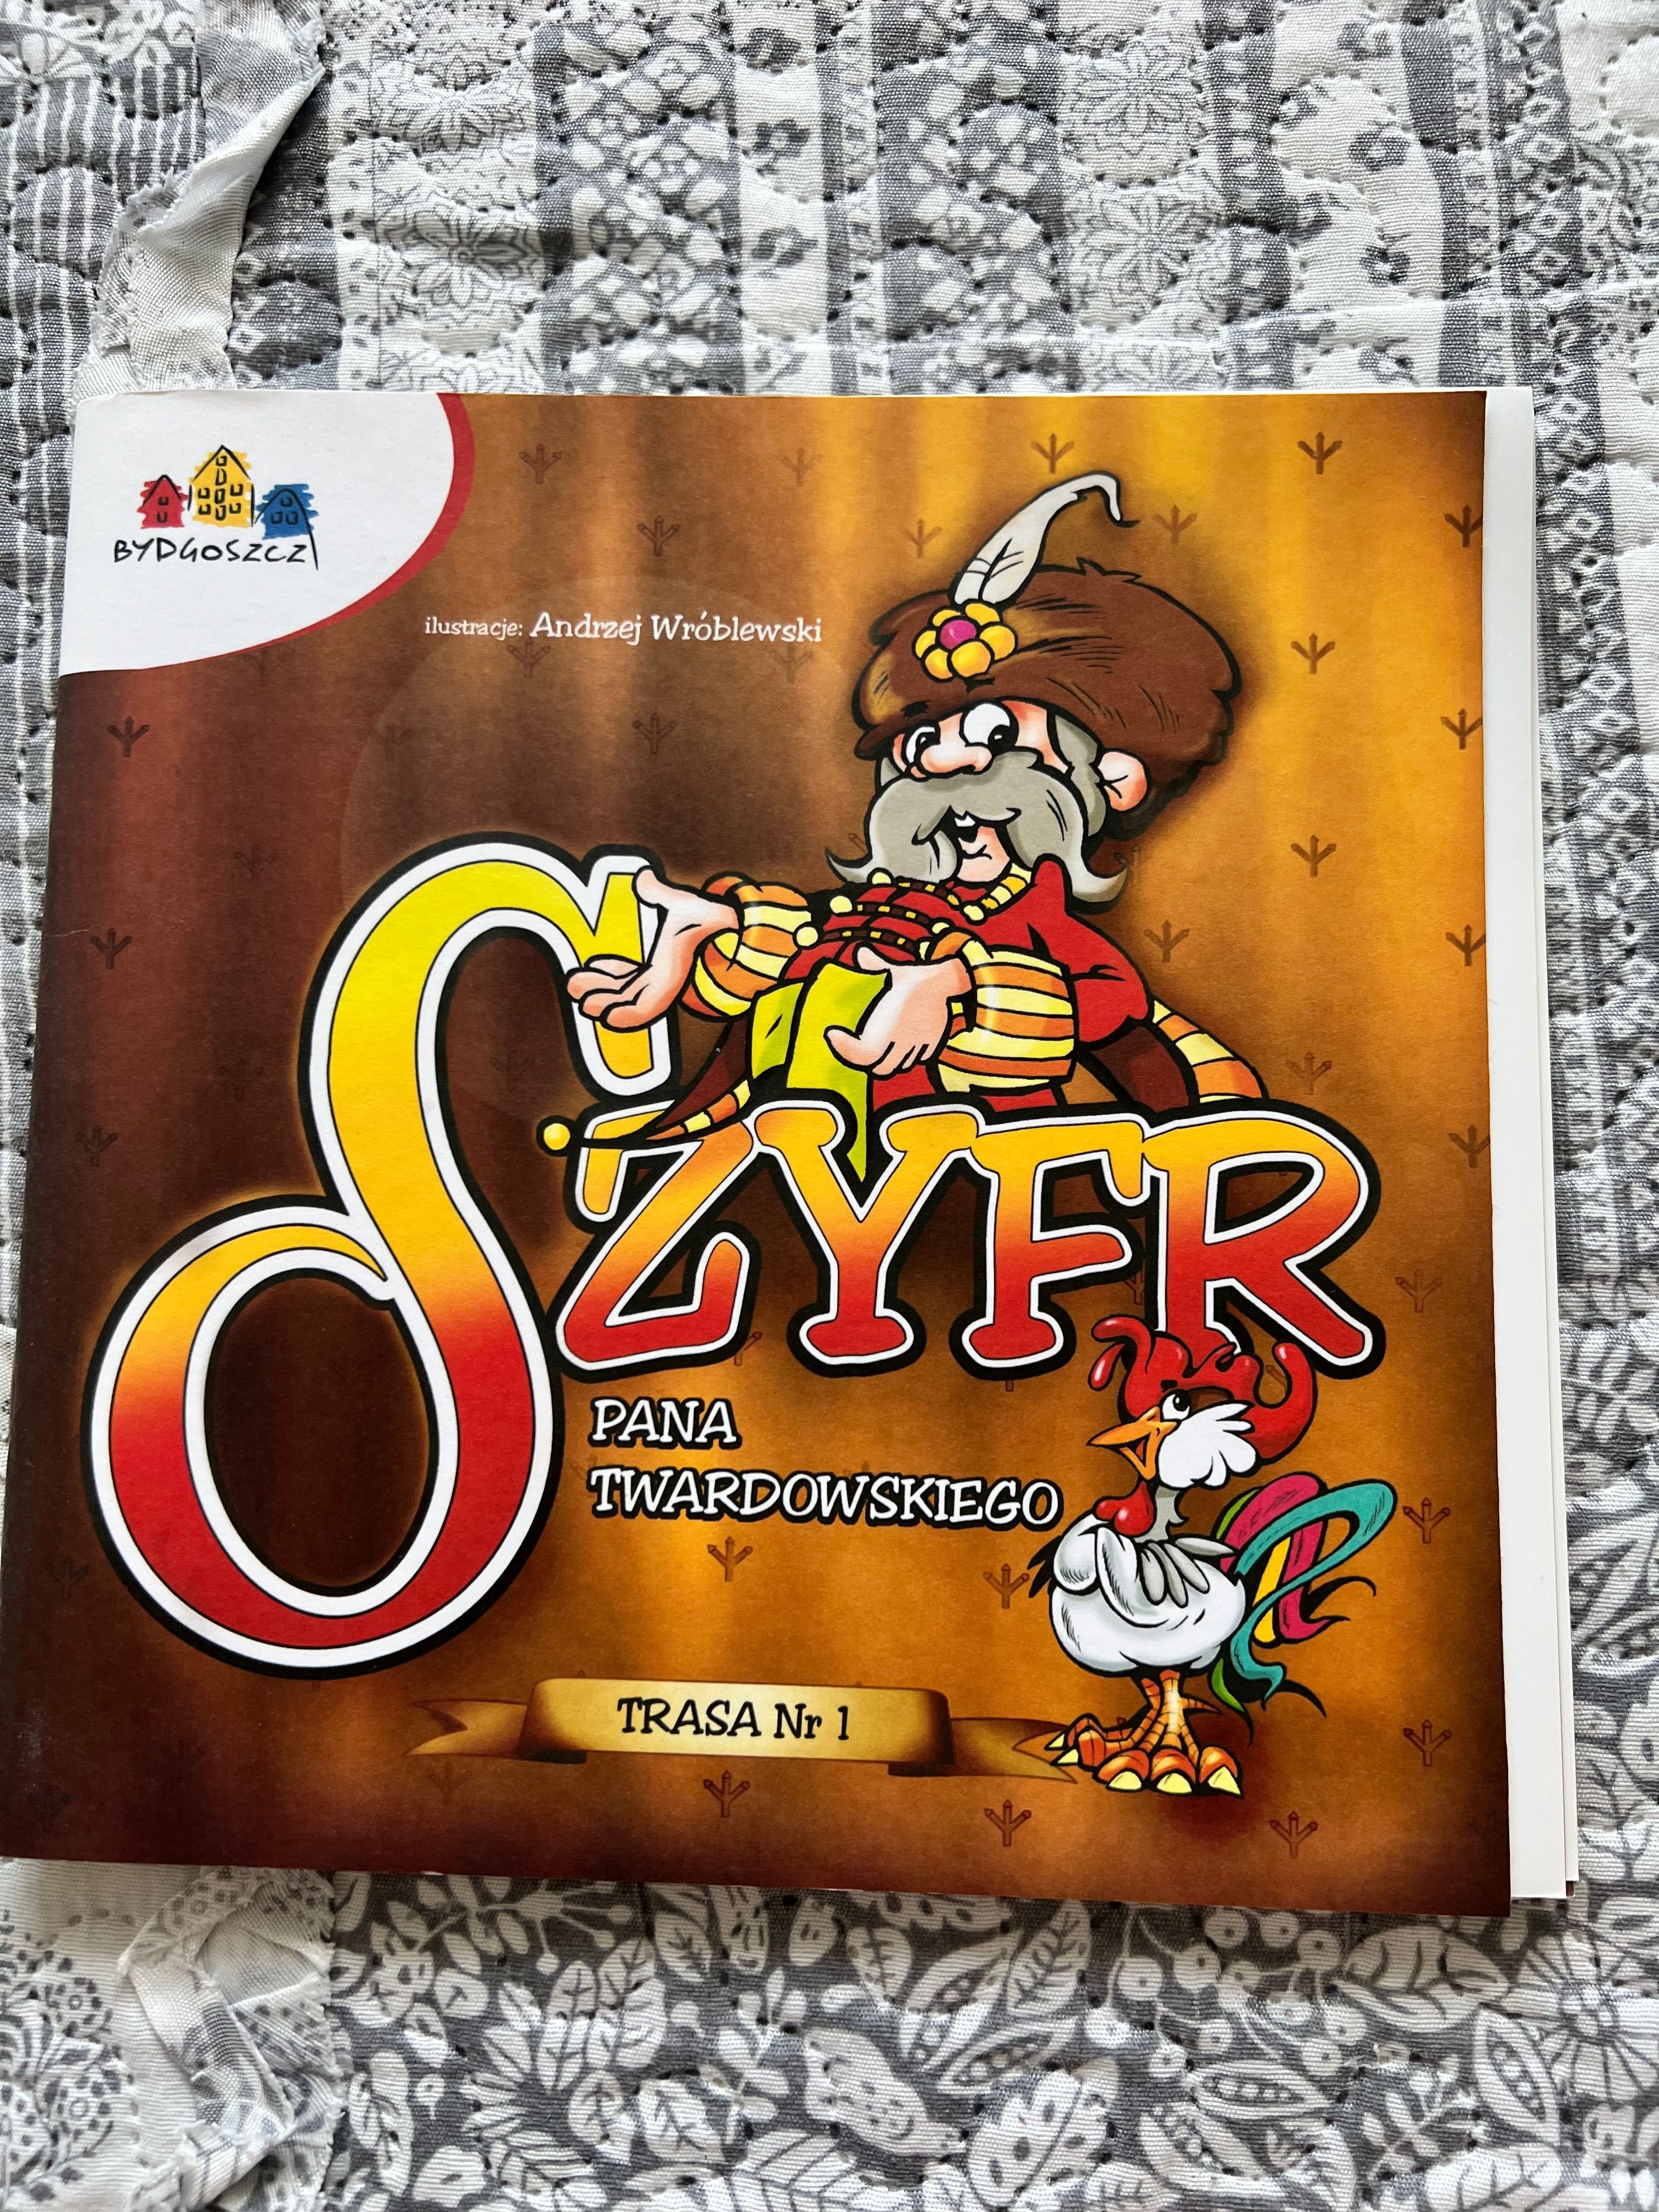 BYDGOSZCZ
ilustracje: Andrzej Wróblewski
SZYFR
PANA
TWARDOWSKIEGO
TRASA Nr 1